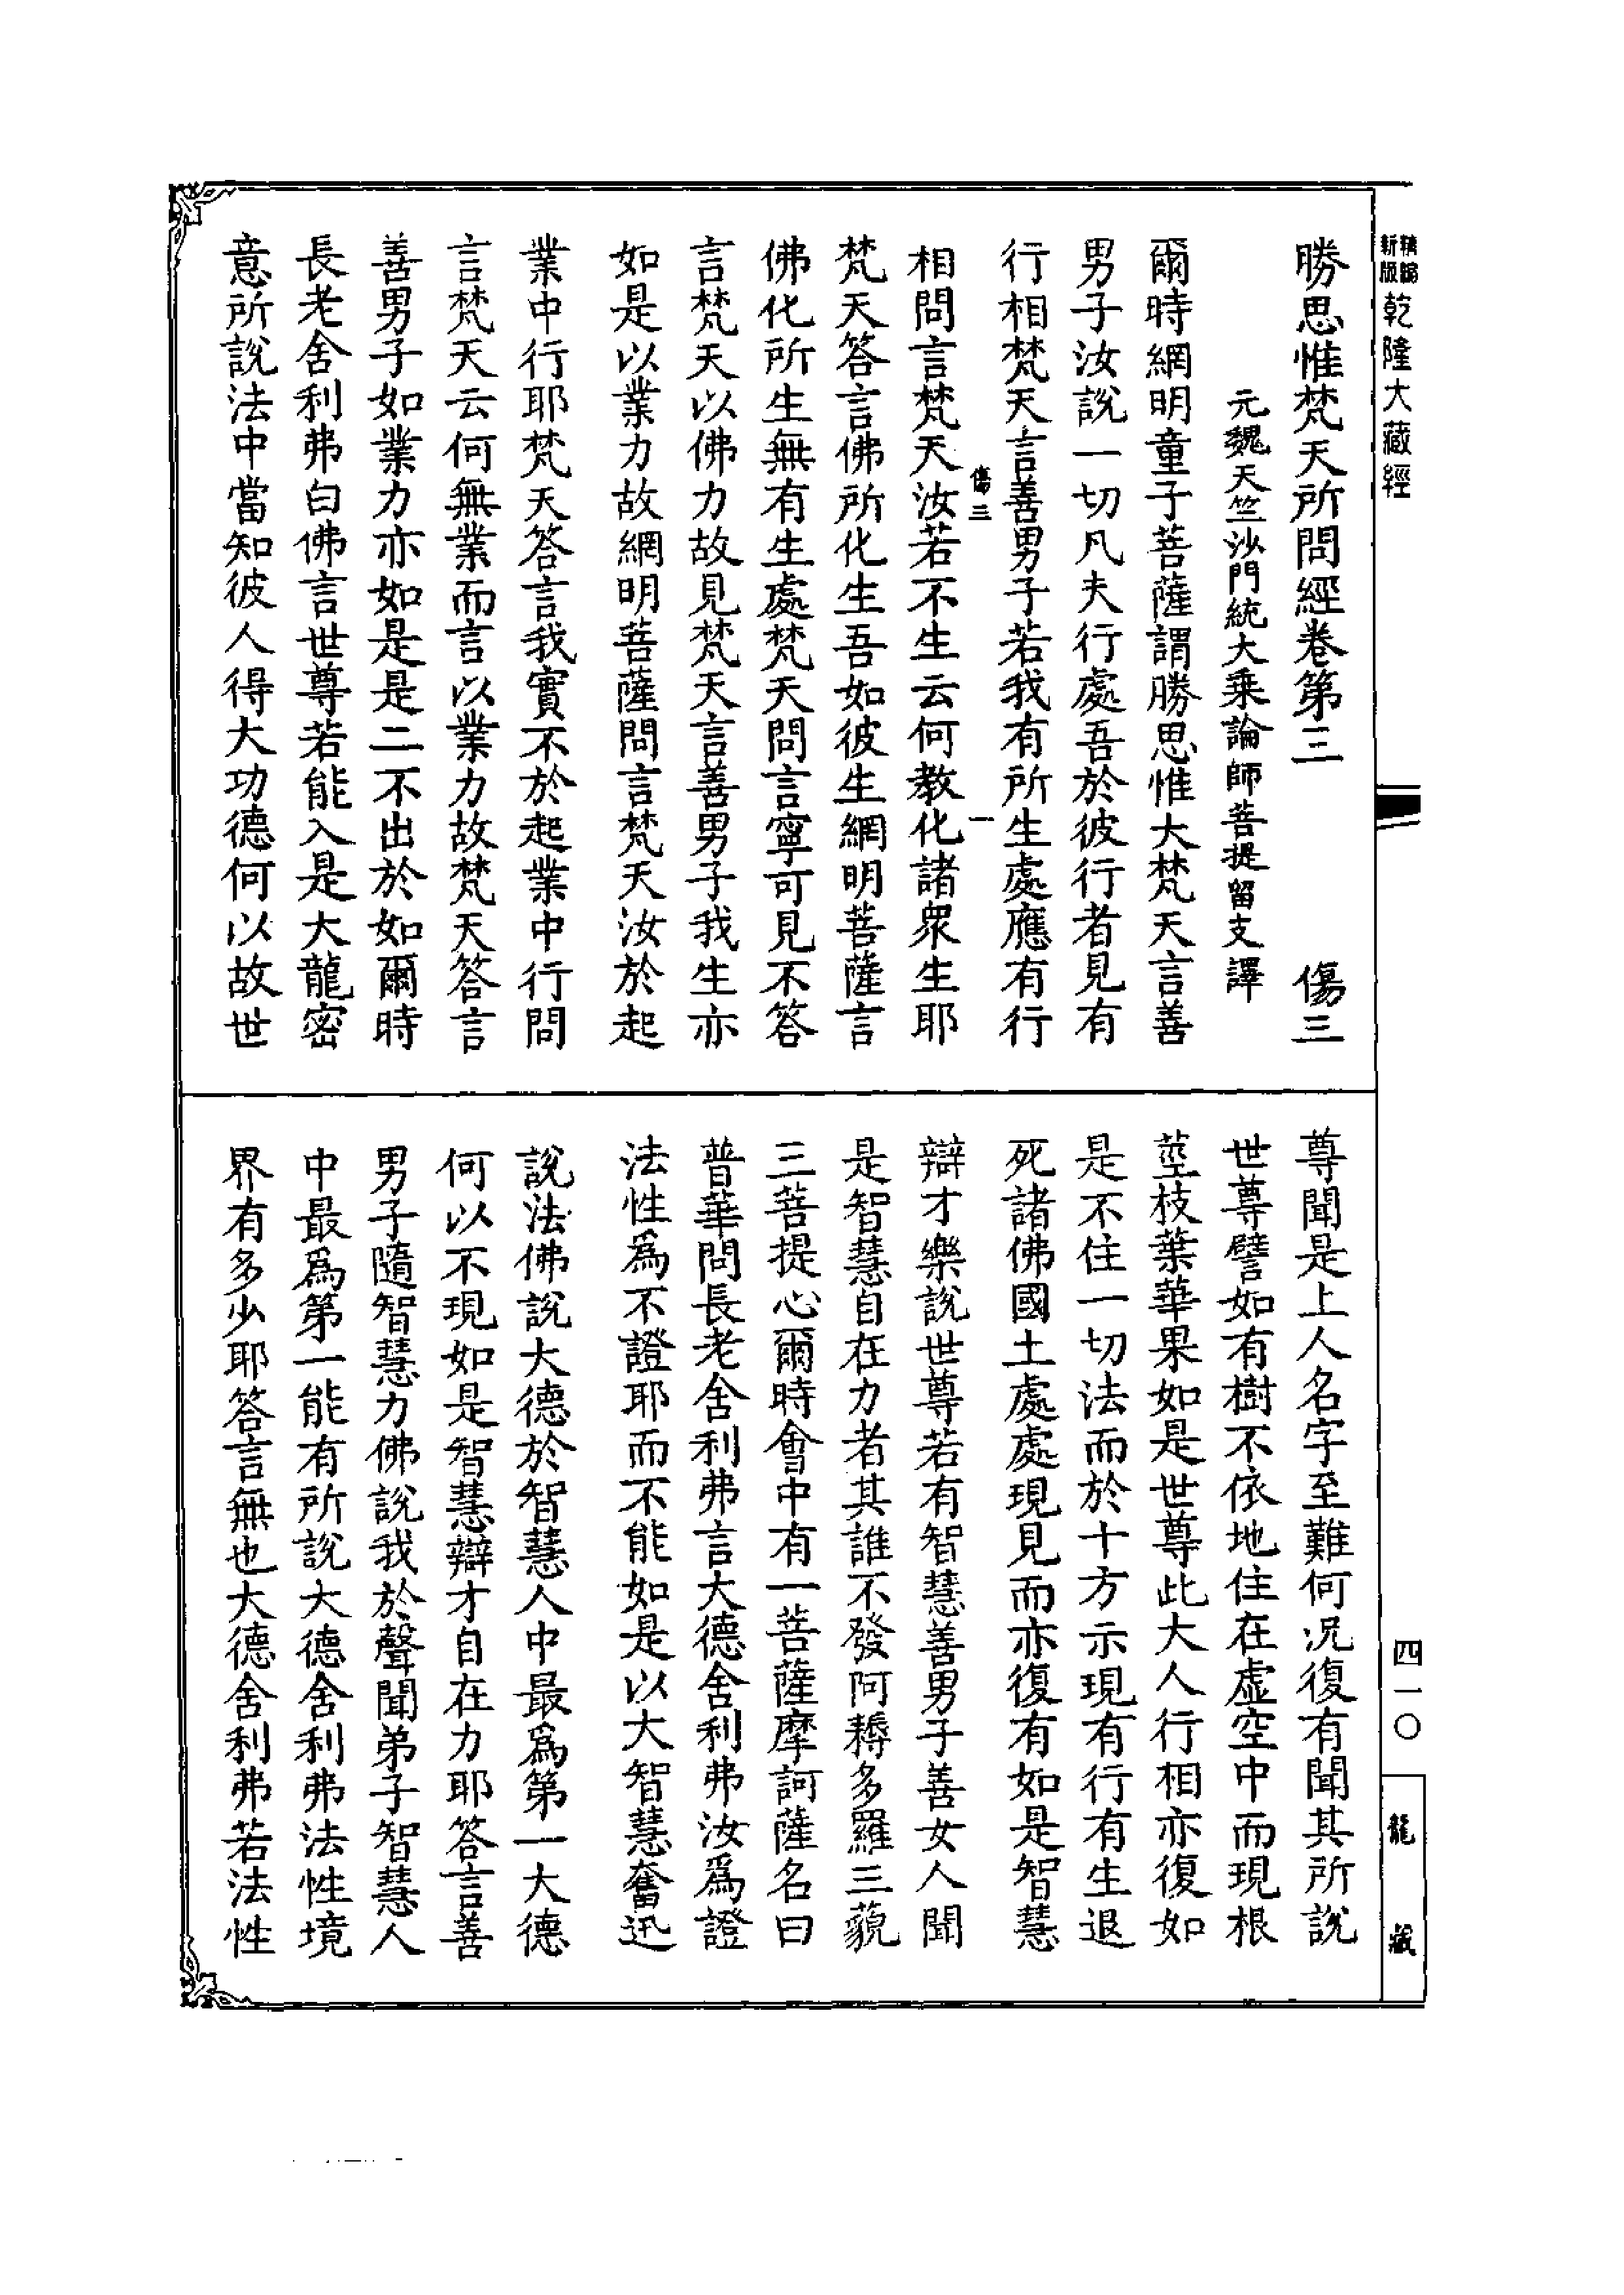 精縮新版乾隆大藏經
勝思惟梵天所問經卷第三　傷三
元魏天竺沙門統大乘論師菩提留支譯
爾時網明童子菩薩謂勝思惟大梵天言善
男子汝說一切凡夫行處吾於彼行者見有
行相梵天言善男子若我有所生處應有行
傷三　一
相問言梵天汝若不生云何教化諸眾生耶
梵天答言佛所化生吾如彼生網明菩薩言
佛化所生無有生處梵天問言寧可見不答
言梵天以佛力故見梵天言善男子我生亦
如是以業力故網明菩薩問言梵天汝於起
業中行耶梵天答言我實不於起業中行問
言梵天云何無業而言以業力故梵天答言
善男子如業力亦如是是二不出於如爾時
長老舍利弗白佛言世尊若能入是大龍密
意所說法中當知彼人得大功德何以故世
尊聞是上人名字至難何況復有聞其所說
世尊譬如有樹不依地住在虛空中而現根
莖枝葉華果如是世尊此大人行相亦復如
是不住一切法而於十方示現有行有生退
死諸佛國土處處現見而亦復有如是智慧
辯才樂說世尊若有智慧善男子善女人聞
是智慧自在力者其誰不發阿耨多羅三藐
三菩提心爾時會中有一菩薩摩訶薩名曰
普華問長老舍利弗言大德舍利弗汝為證
法性為不證耶而不能如是以大智慧奮迅
說法佛說大德於智慧人中最為第一大德
何以不現如是智慧辯才自在力耶答言善
男子隨智慧力佛說我於聲聞弟子智慧人
中最為第一能有所說大德舍利弗法性境
界有多少耶答言無也大德舍利弗若法性
四一〇
龍藏